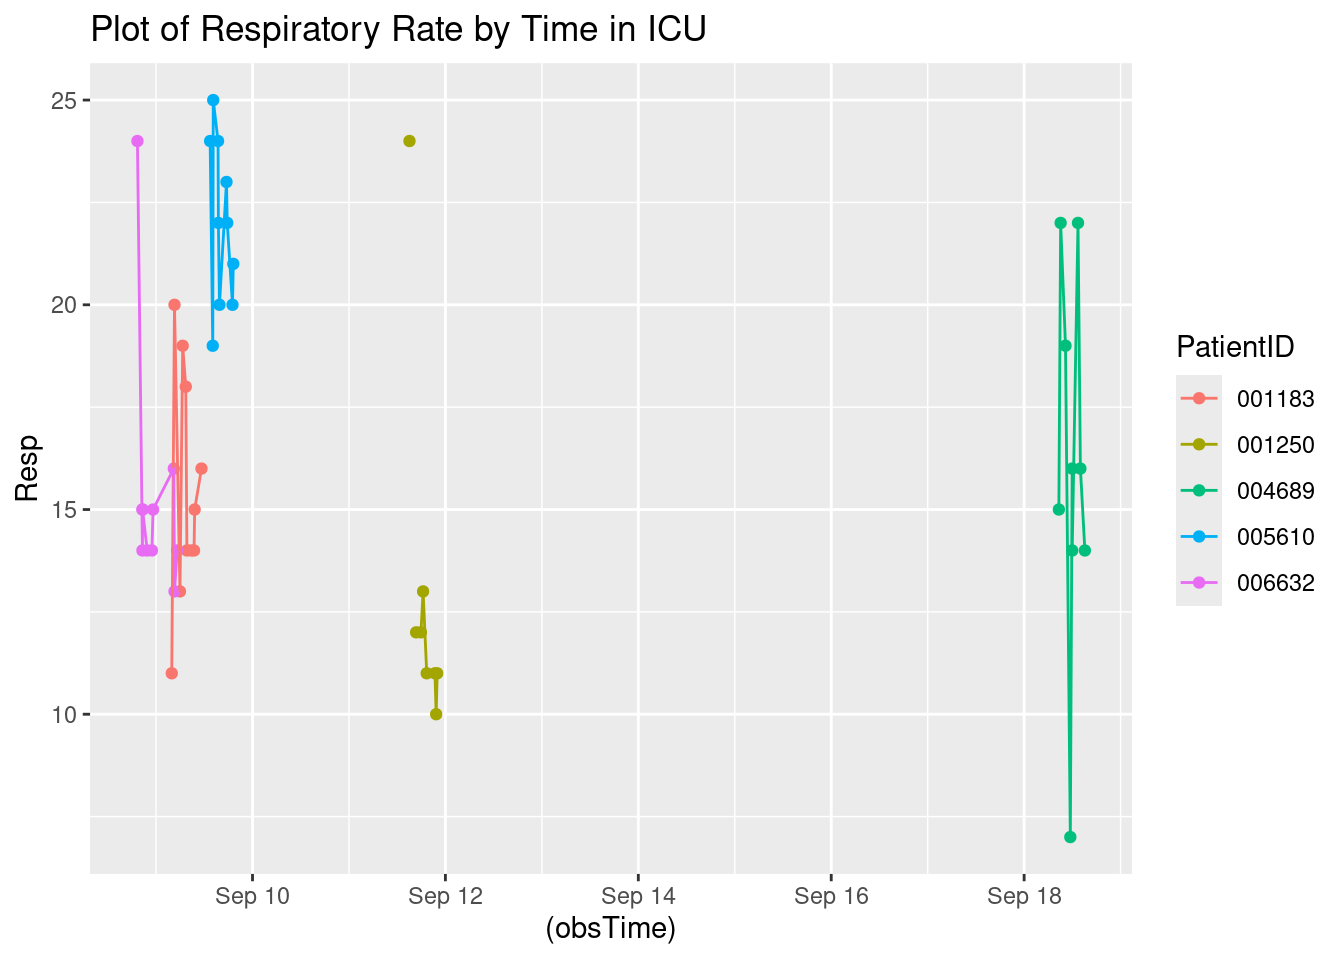 Plot of Respiratory Rate by Time in ICU
25
20
15
10
Resp
Sep 10
Sep 12
Sep 14
Sep 16
Sep 18
(obsTime)
PatientID
001183
001250
004689
005610
006632